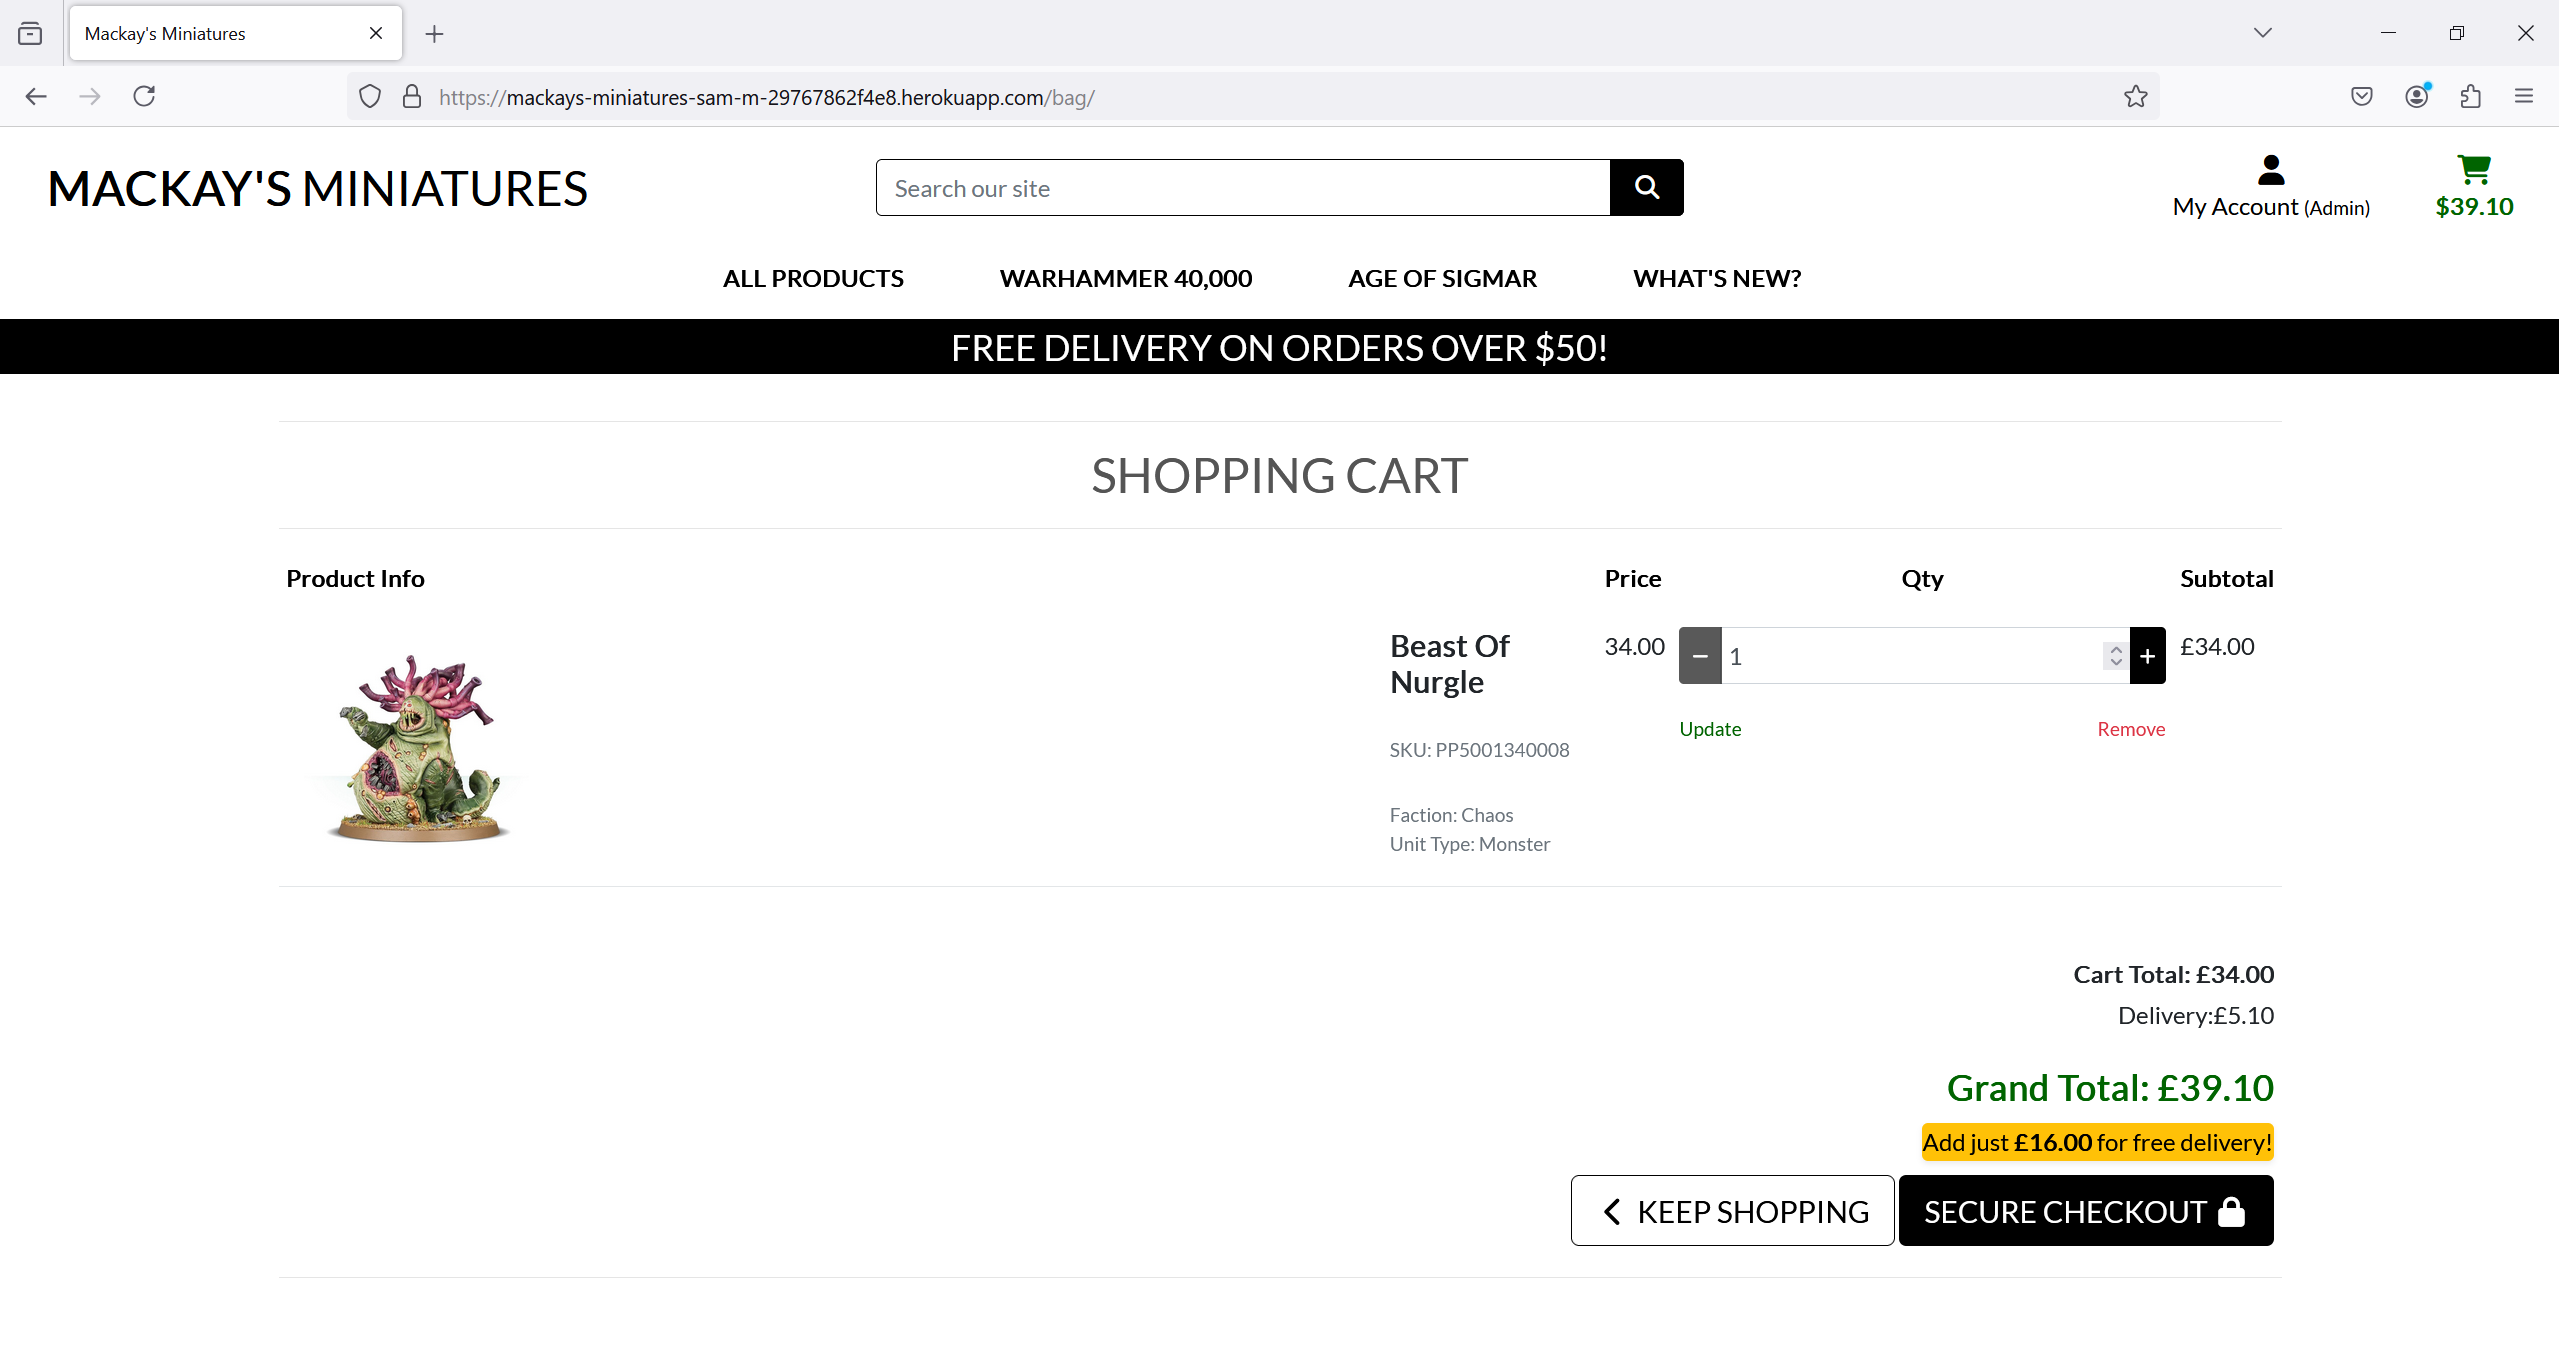 Mackay's Miniatures
https://mackays-miniatures-sam-m-29767862f4e8.herokuapp.com/bag/
MACKAY'S MINIATURES
Search our site
My Account (Admin)
$39.10
ALL PRODUCTS
WARHAMMER 40,000
AGE OF SIGMAR
WHAT'S NEW?
FREE DELIVERY ON ORDERS OVER $50!
SHOPPING CART
Product Info
Price
Qty
Subtotal
Beast Of
Nurgle
34.00
1
£34.00
Update
Remove
SKU: PP5001340008
Faction: Chaos
Unit Type: Monster
Cart Total: £34.00
Delivery:£5.10
Grand Total: £39.10
Add just £16.00 for free delivery!
KEEP SHOPPING
SECURE CHECKOUT